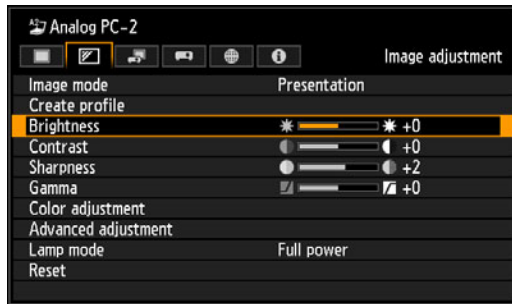 Analog PC-2
Image adjustment
Image mode Presentation
Create profile
Brightness +0
Contrast +0
Sharpness +2
Gamma +0
Color adjustment
Advanced adjustment
Lamp mode Full power
Reset